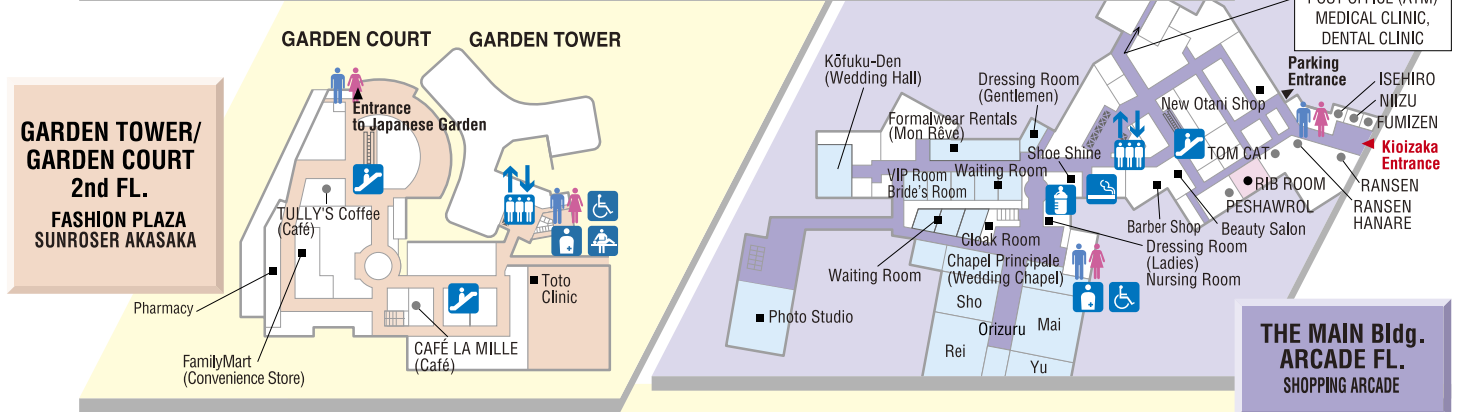 GARDEN COURT
GARDEN TOWER
Entrance
to Japanese Garden
GARDEN TOWER/
GARDEN COURT
2nd FL.
FASHION PLAZA
SUNROSER AKASAKA
TULLY'S Coffee
(Café)
Pharmacy
FamilyMart
(Convenience Store)
CAFÉ LA MILLE
(Café)
Toto
Clinic
POST OFFICE (ATM)
MEDICAL CLINIC,
DENTAL CLINIC
Kōfuku-Den
(Wedding Hall)
Dressing Room
(Gentlemen)
Formalwear Rentals
(Mon Rêve)
Parking
Entrance
New Otani Shop
ISEHIRO
NIIZU
FUMIZEN
Kioizaka
Entrance
Shoe Shine
TOM CAT
VIP Room
Bride's Room
Waiting Room
RIB ROOM
PESHAWROL
RANSEN
RANSEN
HANARE
Barber Shop
Beauty Salon
Dressing Room
(Ladies)
Nursing Room
Cloak Room
Waiting Room
Chapel Principale
(Wedding Chapel)
Photo Studio
Sho
Orizuru
Mai
Rei
Yu
THE MAIN Bldg.
ARCADE FL.
SHOPPING ARCADE